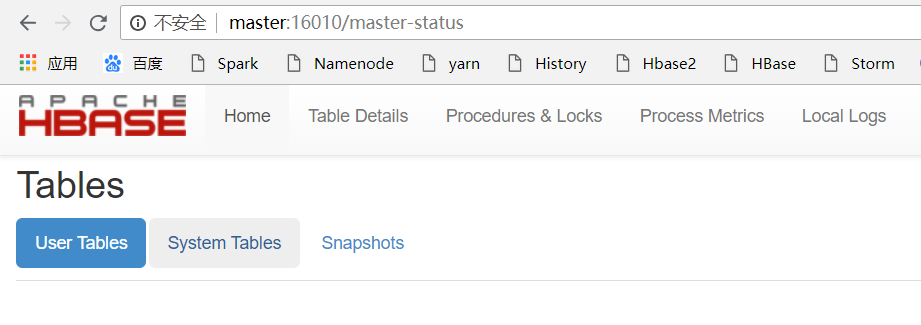 不安全 master:16010/master-status
应用 百度 Spark Namenode yarn History Hbase2 HBase Storm
APACHE
HBASE
Home Table Details Procedures & Locks Process Metrics Local Logs
Tables
User Tables System Tables Snapshots